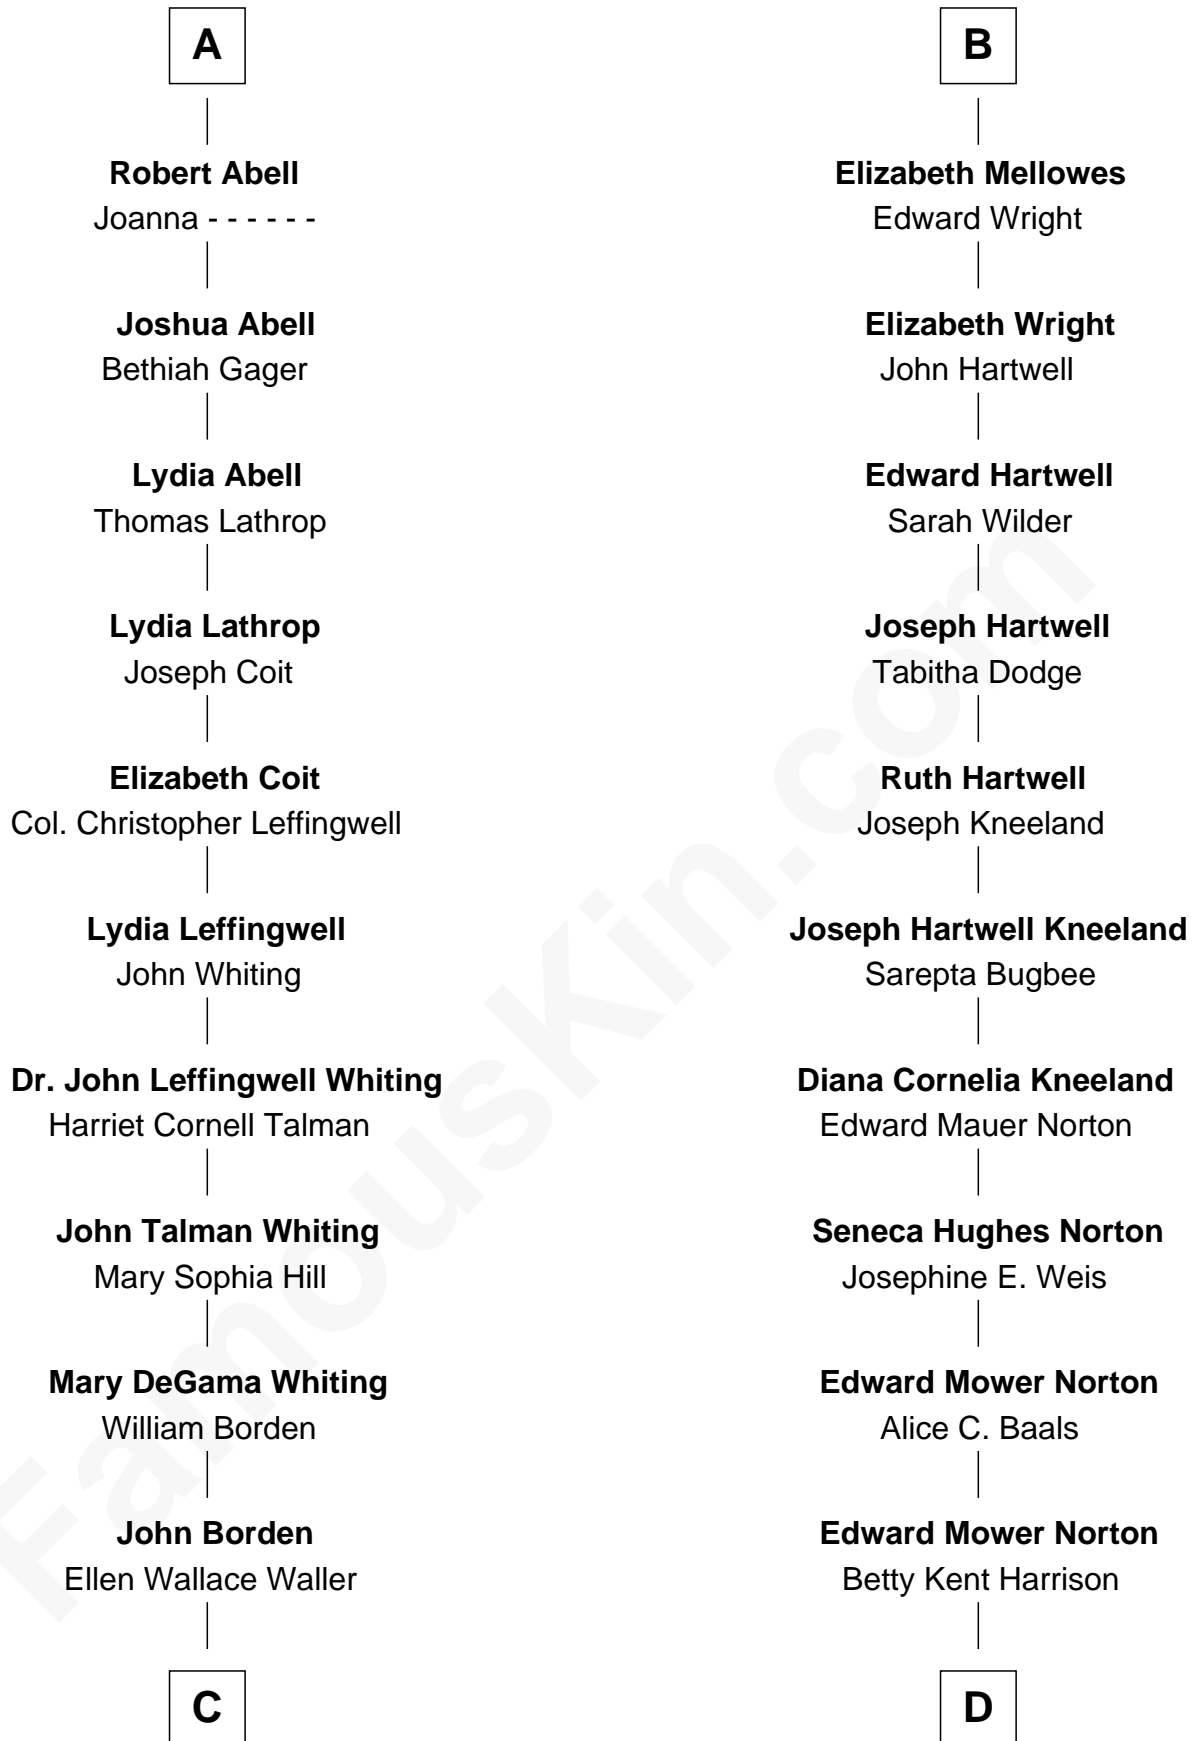 A
Robert Abell
Joanna - - - - - -
Joshua Abell
Bethiah Gager
Lydia Abell
Thomas Lathrop
Lydia Lathrop
Joseph Coit
Elizabeth Coit
Col. Christopher Leffingwell
Lydia Leffingwell
John Whiting
Dr. John Leffingwell Whiting
Harriet Cornell Talman
John Talman Whiting
Mary Sophia Hill
Mary DeGama Whiting
William Borden
John Borden
Ellen Wallace Waller
C
B
Elizabeth Mellowes
Edward Wright
Elizabeth Wright
John Hartwell
Edward Hartwell
Sarah Wilder
Joseph Hartwell
Tabitha Dodge
Ruth Hartwell
Joseph Kneeland
Joseph Hartwell Kneeland
Sarepta Bugbee
Diana Cornelia Kneeland
Edward Mauer Norton
Seneca Hughes Norton
Josephine E. Weis
Edward Mower Norton
Alice C. Baals
Edward Mower Norton
Betty Kent Harrison
D
FamousKin.com